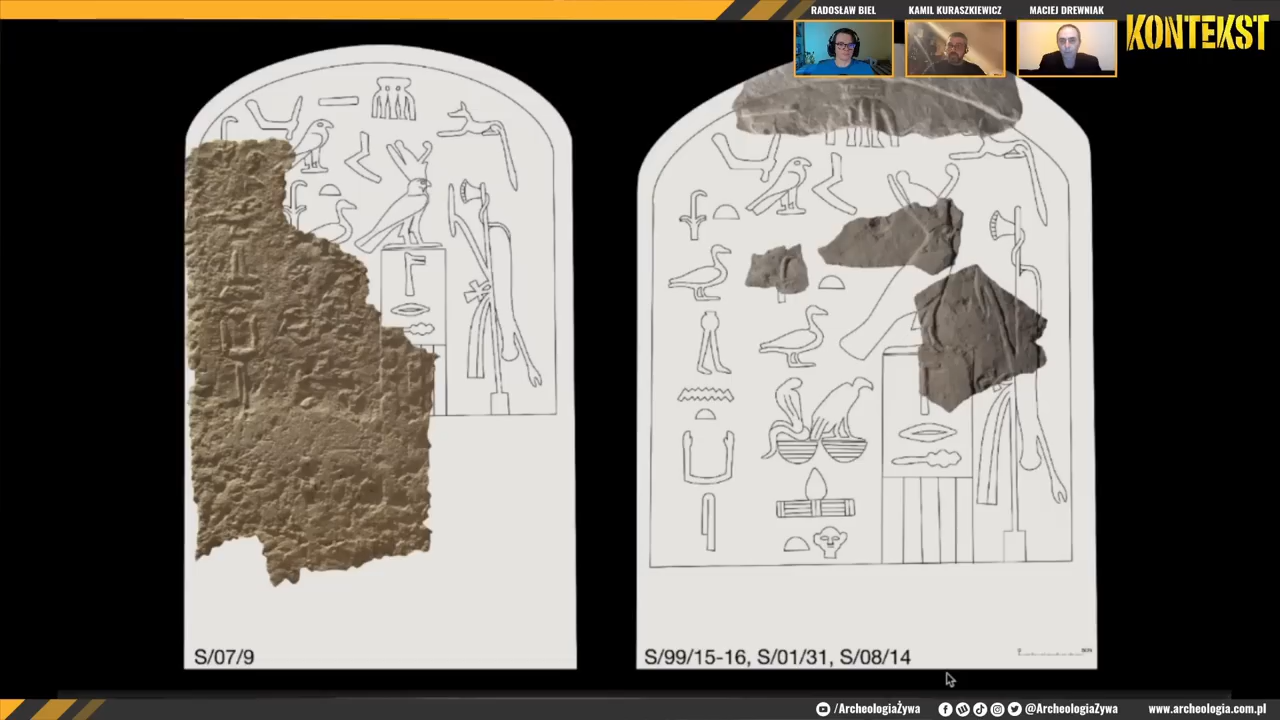 RADOSŁAW BIEL
KAMIL KURASZKIEWICZ
MACIEJ DREWNIAK
KONTEKST
S/07/9
S/99/15-16, S/01/31, S/08/14
/ArcheologiaŻywa
@ArcheologiaŻywa
www.archeologia.com.pl